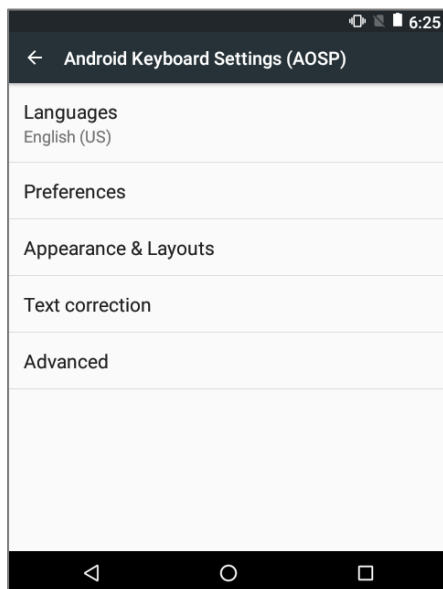 6:25
Android Keyboard Settings (AOSP)
Languages
English (US)
Preferences
Appearance & Layouts
Text correction
Advanced